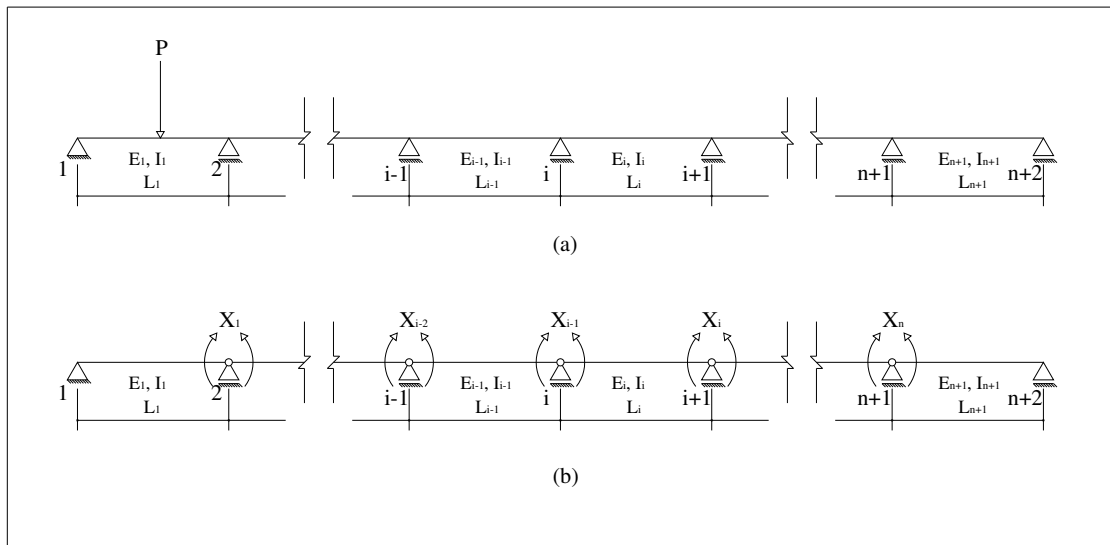 P
E1, I1 Ei-1, Ii-1 Ei, Ii En+1, In+1
1 2 i-1 i i+1 n+1 n+2
L1 Li-1 Li Ln+1
(a)
X1 Xi-2 Xi-1 Xi Xn
E1, I1 Ei-1, Ii-1 Ei, Ii En+1, In+1
1 2 i-1 i i+1 n+1 n+2
L1 Li-1 Li Ln+1
(b)